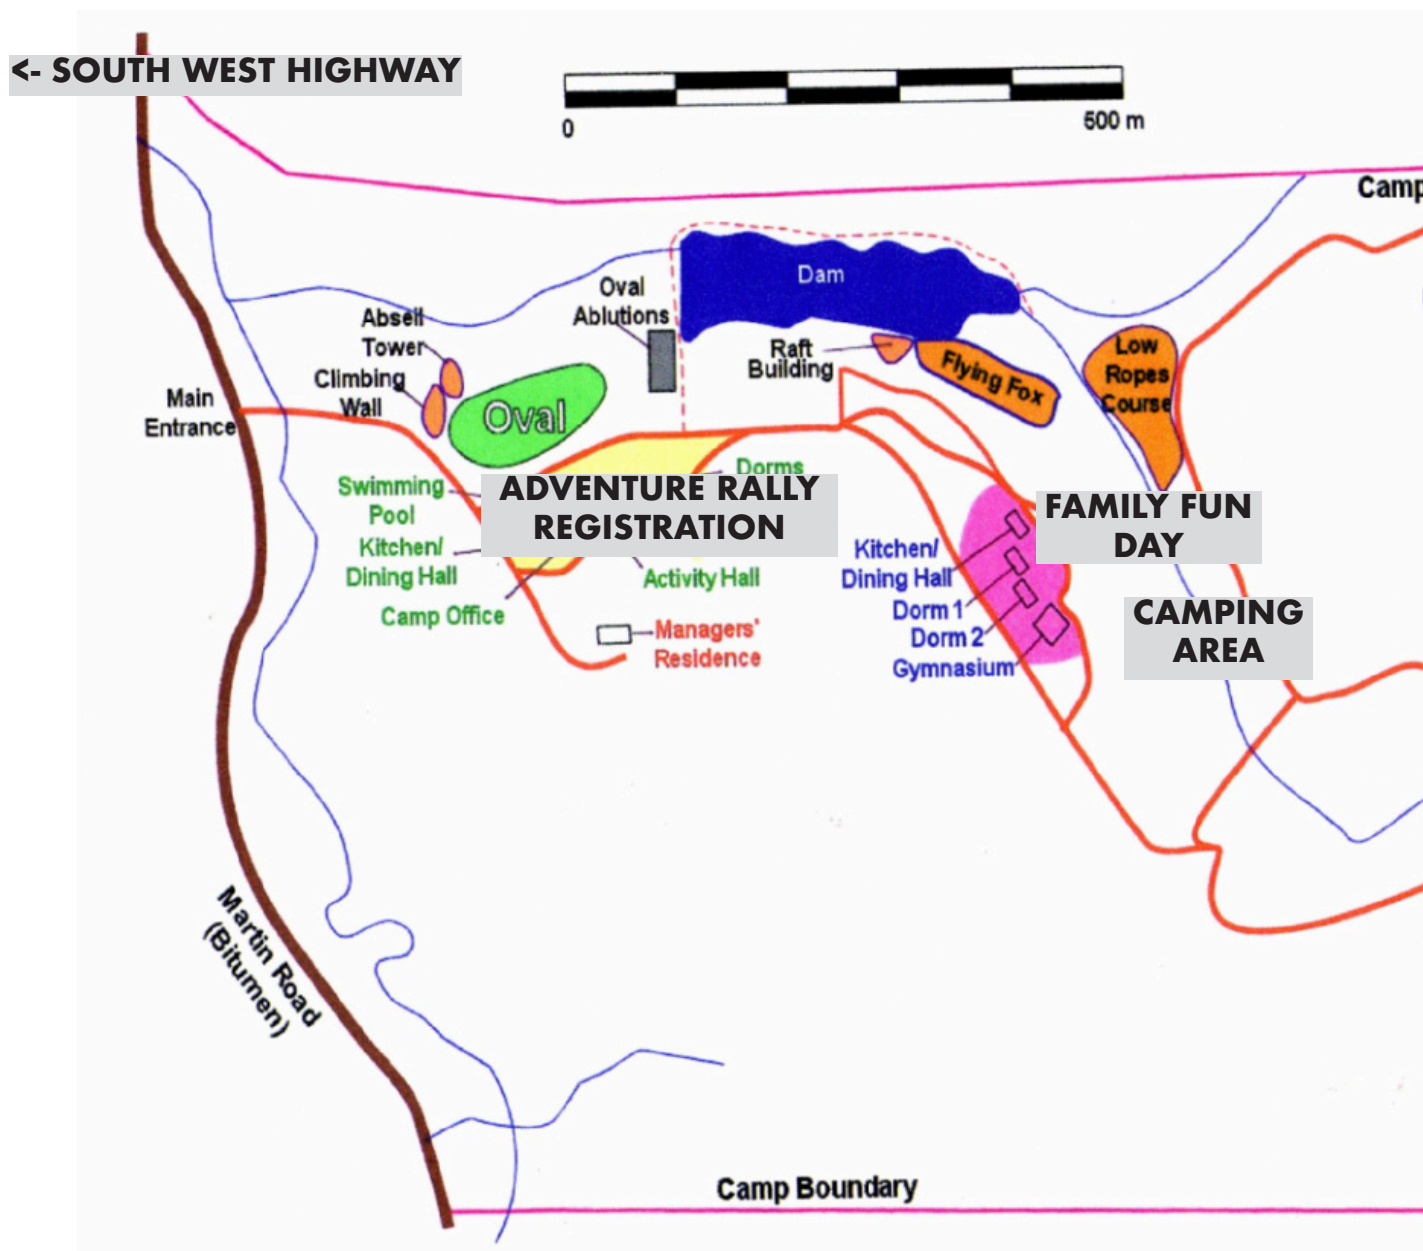 <- SOUTH WEST HIGHWAY
0
500 m
Camp
Dam
Oval
Ablutions
Abseil
Tower
Climbing
Wall
Raft
Building
Flying Fox
Low
Ropes
Course
Main
Entrance
Oval
Dorms
Swimming
Pool
ADVENTURE RALLY
REGISTRATION
FAMILY FUN
DAY
Kitchen/
Dining Hall
Activity Hall
Camp Office
Managers'
Residence
Kitchen/
Dining Hall
Dorm 1
Dorm 2
Gymnasium
CAMPING
AREA
Martin Road
(Bitumen)
Camp Boundary